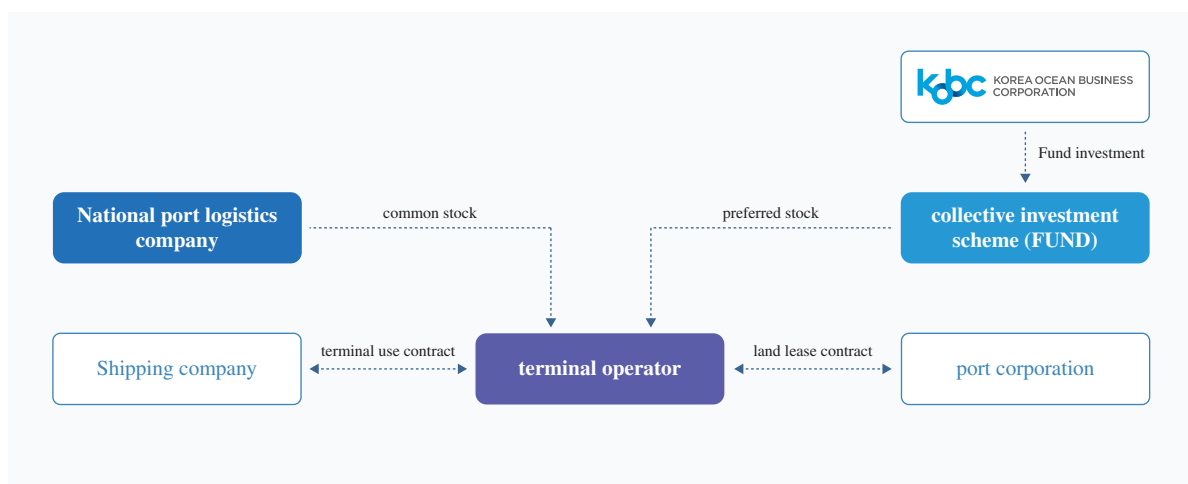 kobc KOREA OCEAN BUSINESS
CORPORATION
Fund investment
National port logistics
company
common stock
preferred stock
collective investment
scheme (FUND)
Shipping company
terminal use contract
terminal operator
land lease contract
port corporation